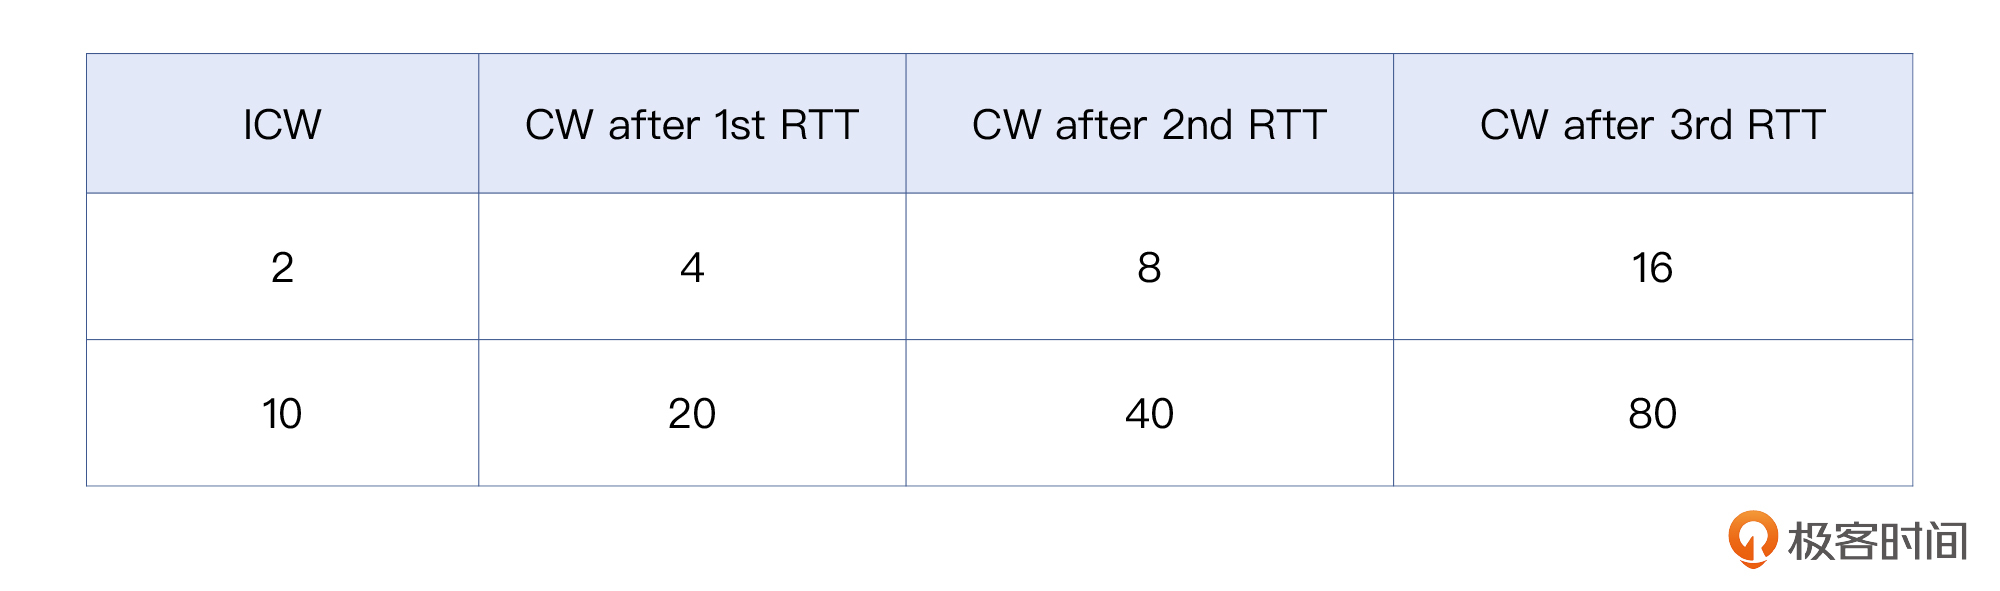 ICW CW after 1st RTT CW after 2nd RTT CW after 3rd RTT
2 4 8 16
10 20 40 80
极客时间